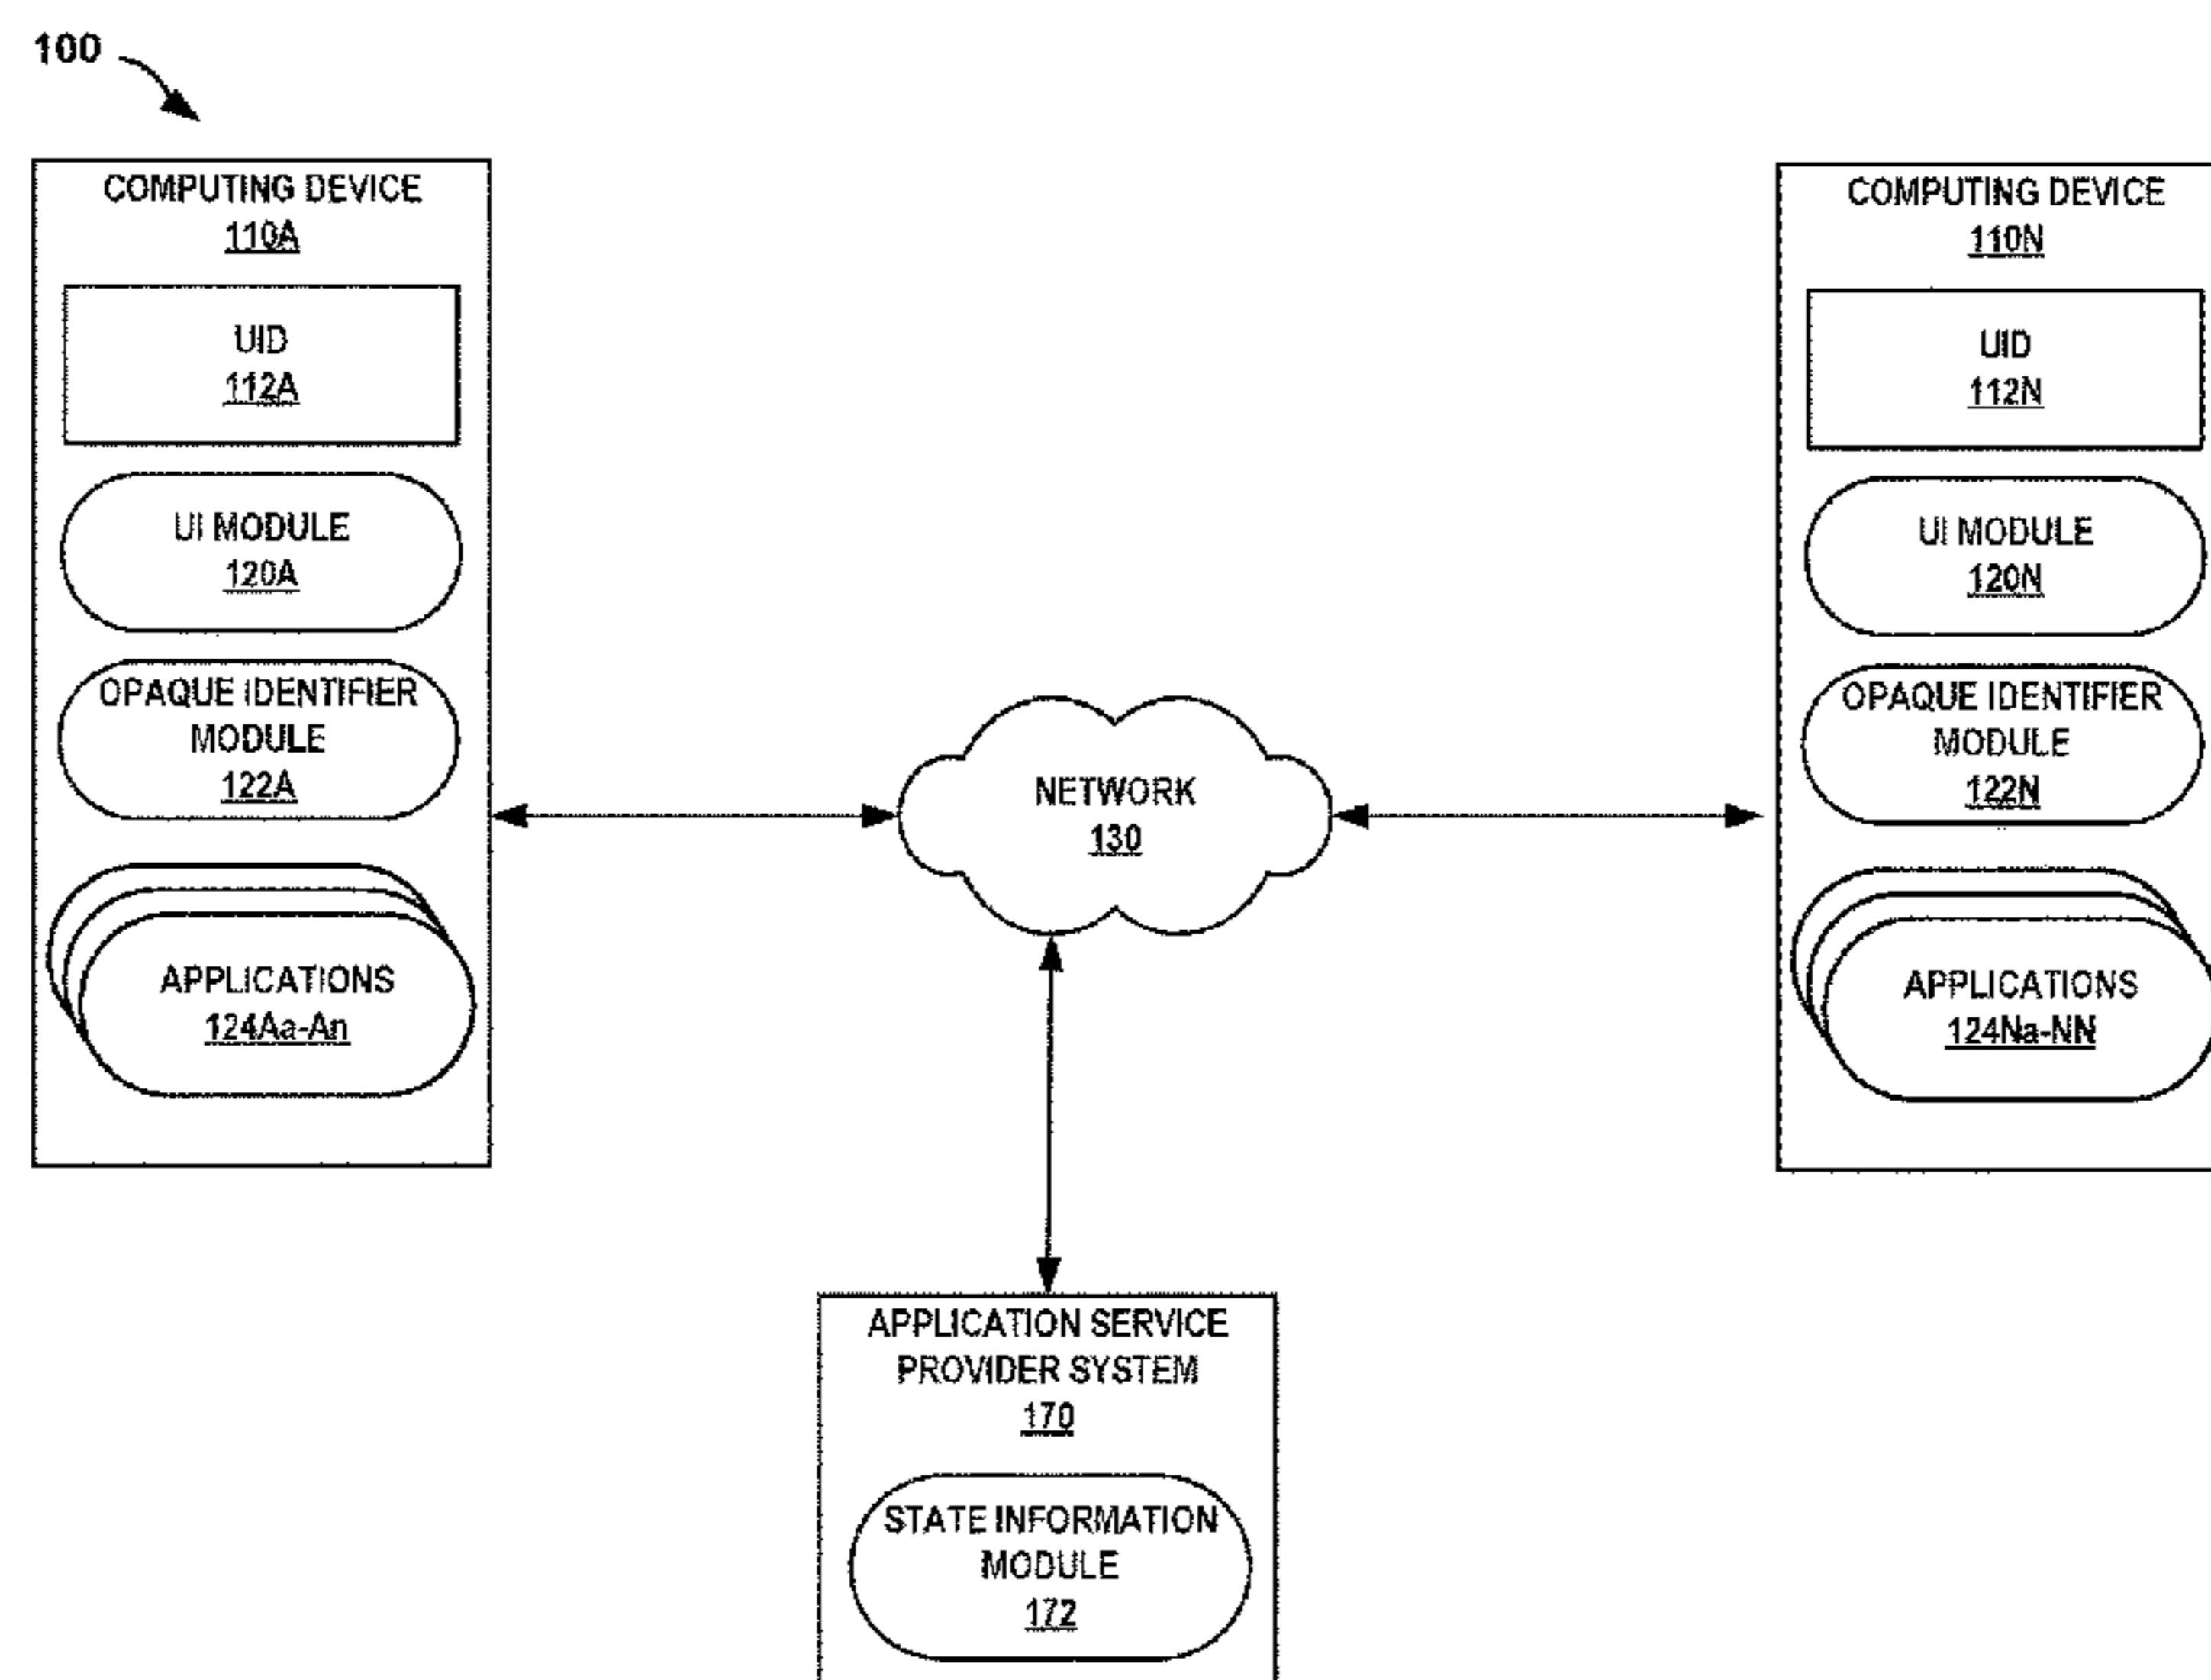 100
COMPUTING DEVICE
110A
UID
112A
UI MODULE
120A
OPAQUE IDENTIFIER
MODULE
122A
APPLICATIONS
124Aa-An
NETWORK
130
COMPUTING DEVICE
110N
UID
112N
UI MODULE
120N
OPAQUE IDENTIFIER
MODULE
122N
APPLICATIONS
124Na-NN
APPLICATION SERVICE
PROVIDER SYSTEM
170
STATE INFORMATION
MODULE
172